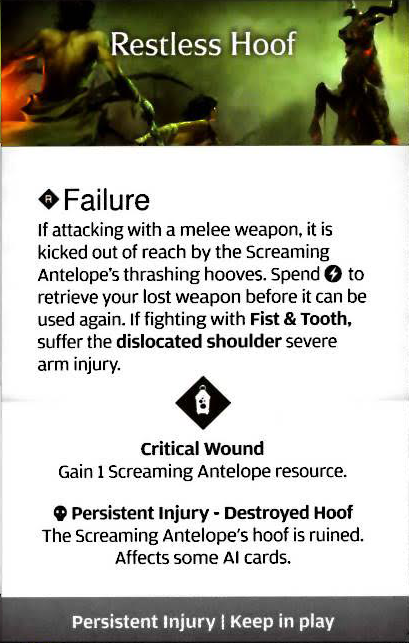 Restless Hoof
R Failure
If attacking with a melee weapon, it is
kicked out of reach by the Screaming
Antelope's thrashing hooves. Spend to
retrieve your lost weapon before it can be
used again. If fighting with Fist & Tooth,
suffer the dislocated shoulder severe
arm injury.
Critical Wound
Gain 1 Screaming Antelope resource.
Persistent Injury - Destroyed Hoof
The Screaming Antelope's hoof is ruined.
Affects some AI cards.
Persistent Injury | Keep in play